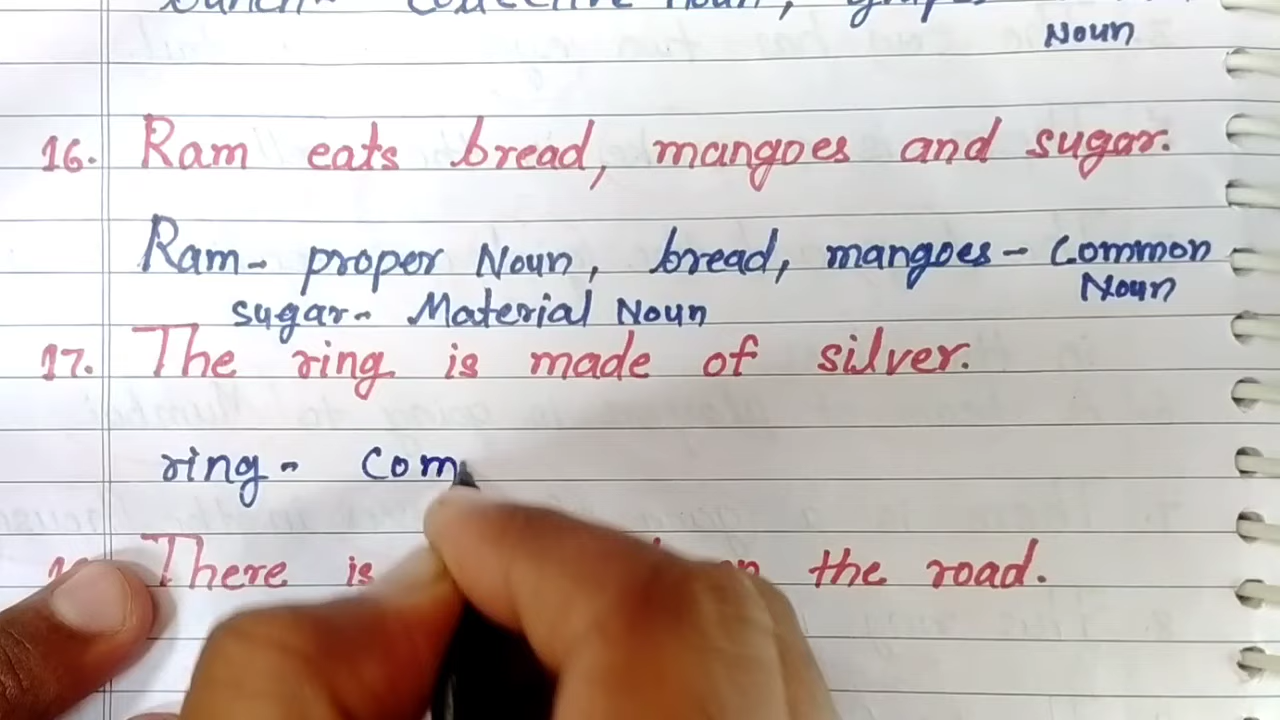 Noun
16. Ram eats bread, mangoes and sugar.
Ram- proper Noun, bread, mangoes - Common
Noun
sugar- Material Noun
17. The ring is made of silver.
ring- Com
There is the road.